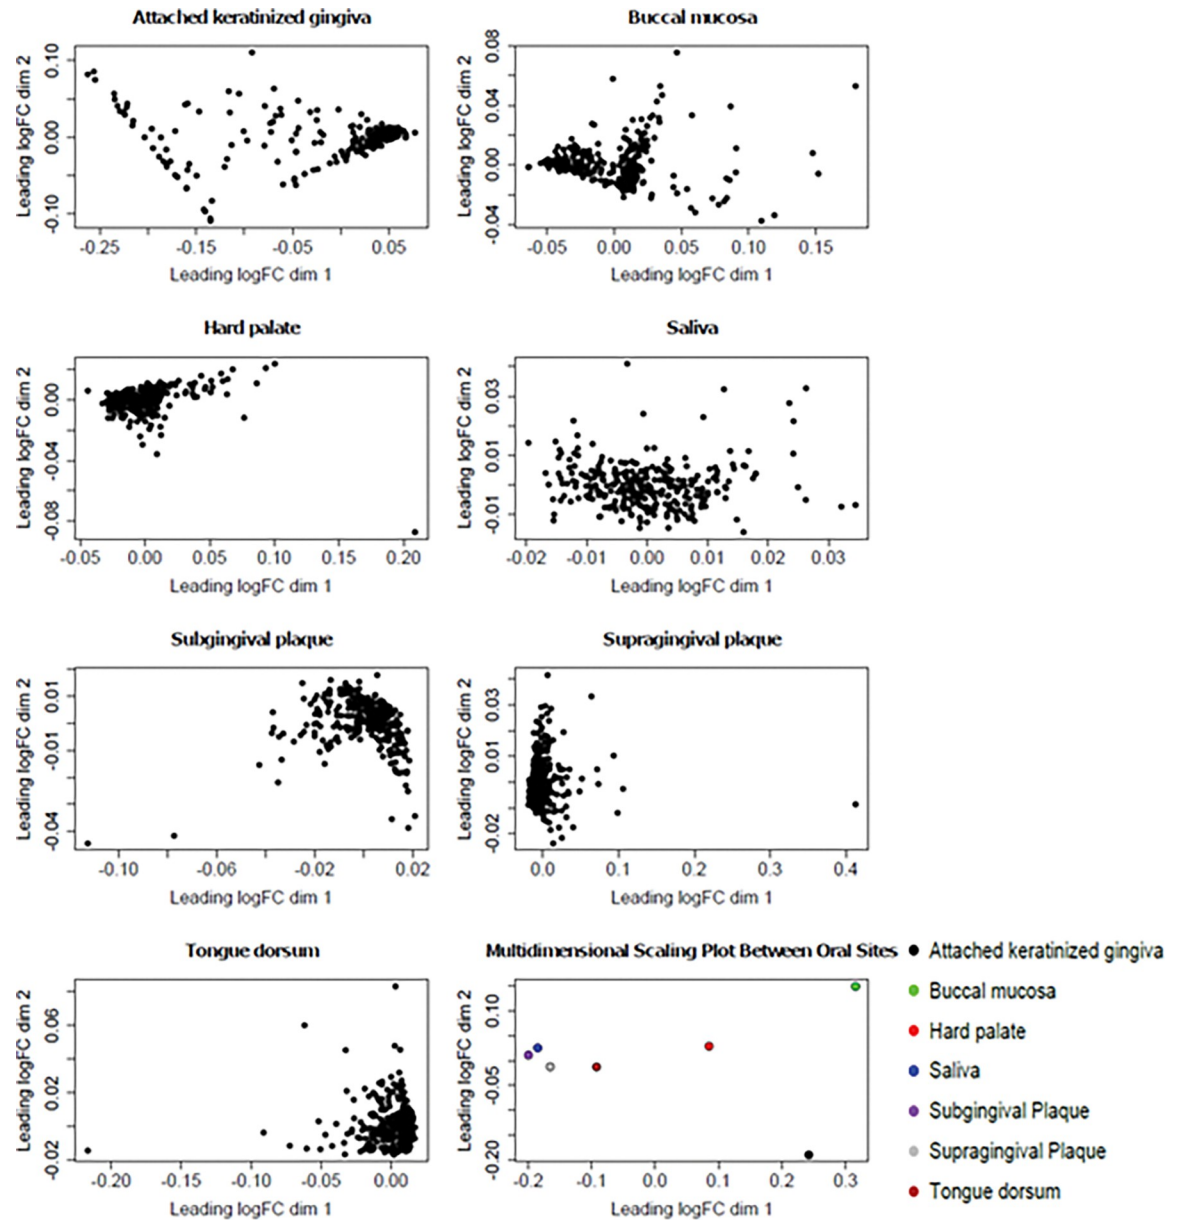 Attached keratinized gingiva
Buccal mucosa
Leading logFC dim 2
0.10
0.00
-0.10
-0.25
-0.15
-0.05
0.05
Leading logFC dim 1
Leading logFC dim 2
0.08
0.04
0.00
-0.04
-0.05
0.00
0.05
0.10
0.15
Leading logFC dim 1
Hard palate
Saliva
Leading logFC dim 2
0.00
-0.04
-0.08
-0.05
0.00
0.05
0.10
0.15
0.20
Leading logFC dim 1
Leading logFC dim 2
0.03
0.01
-0.01
-0.02
-0.01
0.00
0.01
0.02
0.03
Leading logFC dim 1
Subgingival plaque
Supragingival plaque
Leading logFC dim 2
0.01
-0.01
-0.04
-0.10
-0.06
-0.02
0.02
Leading logFC dim 1
Leading logFC dim 2
0.03
0.01
-0.02
0.0
0.1
0.2
0.3
0.4
Leading logFC dim 1
Tongue dorsum
Multidimensional Scaling Plot Between Oral Sites
Leading logFC dim 2
0.06
0.02
-0.02
-0.20
-0.15
-0.10
-0.05
0.00
Leading logFC dim 1
Leading logFC dim 2
0.10
-0.05
-0.20
-0.2
-0.1
0.0
0.1
0.2
0.3
Leading logFC dim 1
Attached keratinized gingiva
Buccal mucosa
Hard palate
Saliva
Subgingival Plaque
Supragingival Plaque
Tongue dorsum